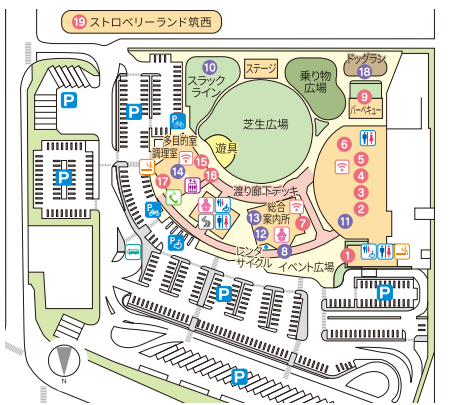 19 ストロベリーランド筑西
10
スラック
ライン
ステージ
乗り物
広場
ドッグラン
18
9
バーベキュー
P
P
P
芝生広場
遊具
多目的室
調理室
15
14
16
17
6
5
4
3
2
11
渡り廊下デッキ
総合
案内所
13
7
12
8
レンタ
サイクル
イベント広場
1
P
P
P
P
P
P
N